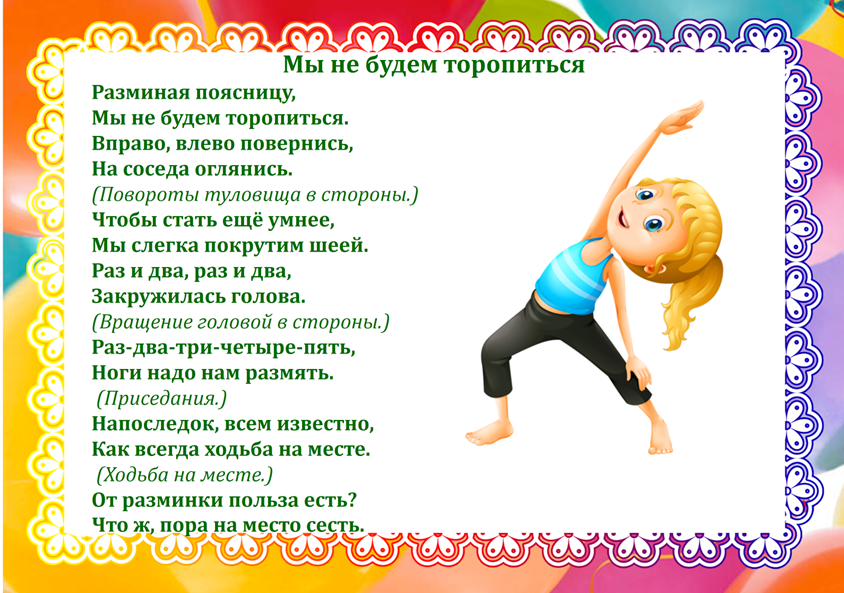 Мы не будем торопиться
Разминая поясницу,
Мы не будем торопиться.
Вправо, влево повернись,
На соседа оглянись.
(Повороты туловища в стороны.)
Чтобы стать ещё умнее,
Мы слегка покрутим шеей.
Раз и два, раз и два,
Закружилась голова.
(Вращение головой в стороны.)
Раз-два-три-четыре-пять,
Ноги надо нам размять.
(Приседания.)
Напоследок, всем известно,
Как всегда ходьба на месте.
(Ходьба на месте.)
От разминки польза есть?
Что ж, пора на место сесть.